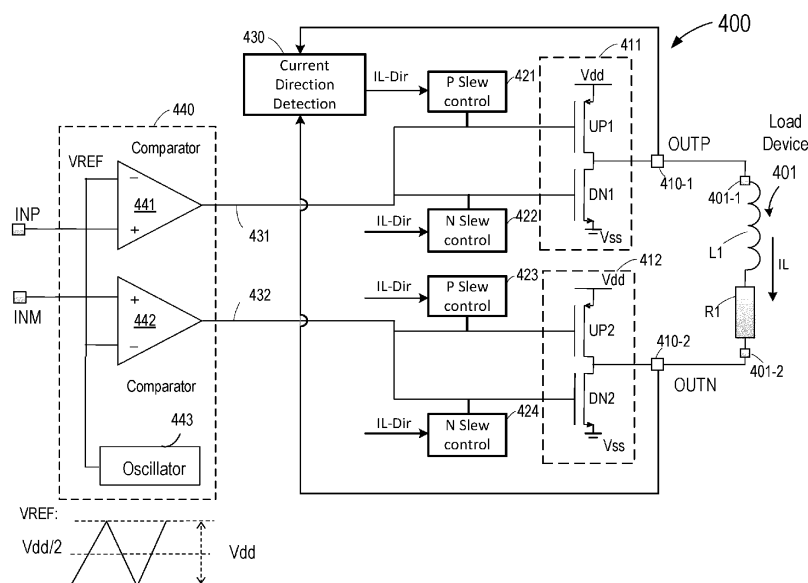 400
430
Current
Direction
Detection
IL-Dir
P Slew
control
421
411
Vdd
UP1
OUTP
410-1
Load
Device
401
401-1
L1
IL
440
Comparator
VREF
441
−
+
INP
431
DN1
Vss
IL-Dir
N Slew
control
422
412
IL-Dir
P Slew
control
423
Vdd
UP2
INM
+
442
−
432
R1
410-2
401-2
OUTN
Comparator
DN2
Vss
443
Oscillator
IL-Dir
N Slew
control
424
VREF:
Vdd/2
Vdd